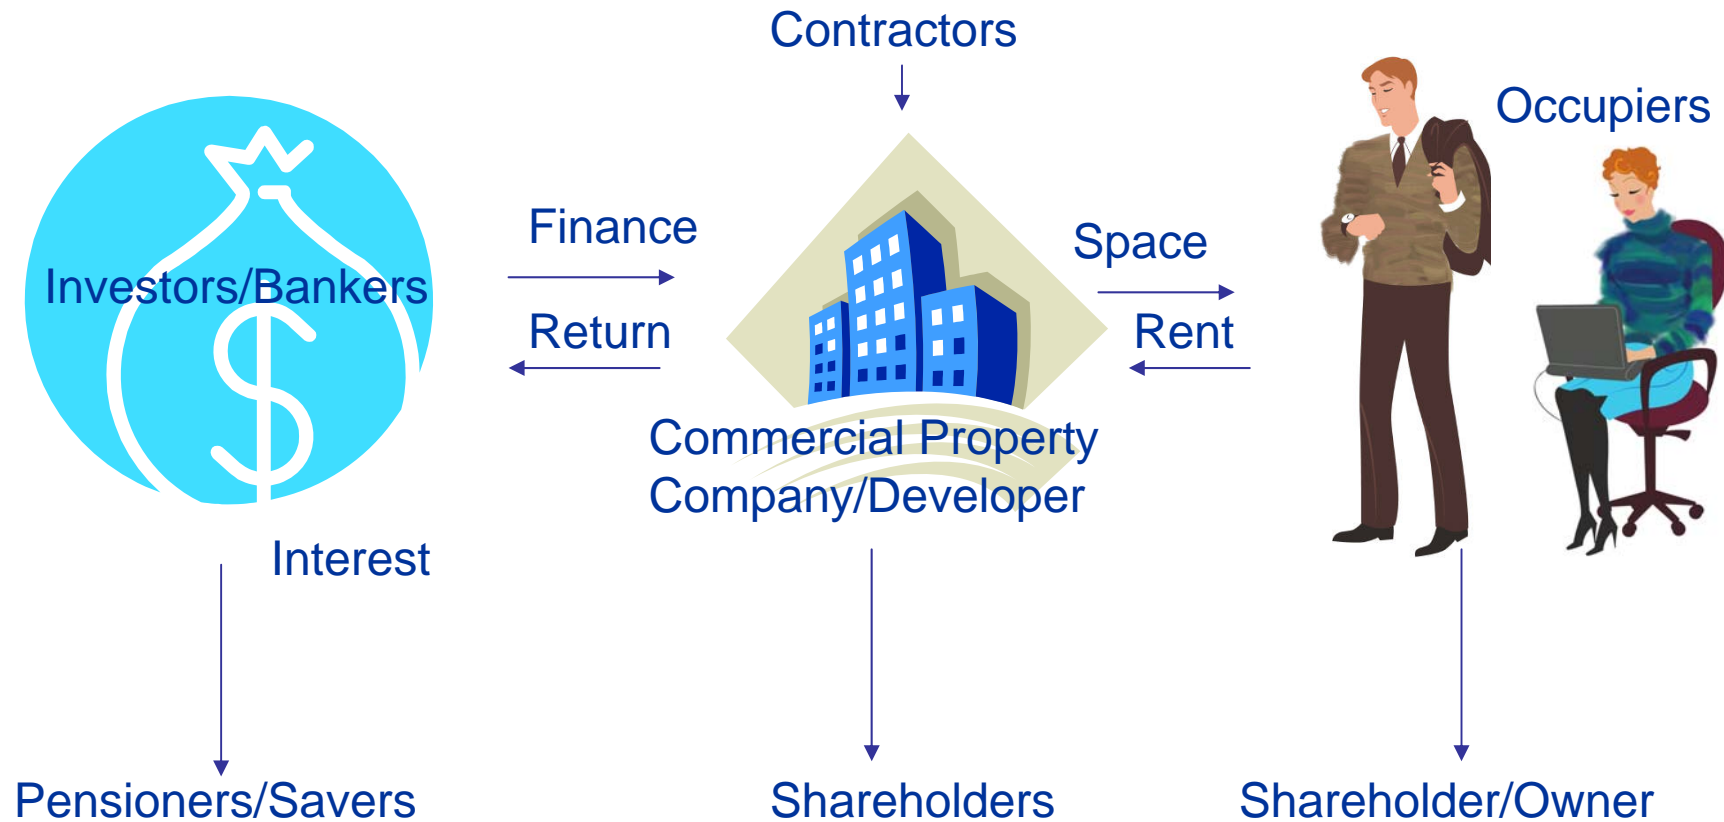 Contractors
Occupiers
Finance
Space
Investors/Bankers
Return
Rent
Commercial Property
Company/Developer
Interest
Pensioners/Savers
Shareholders
Shareholder/Owner